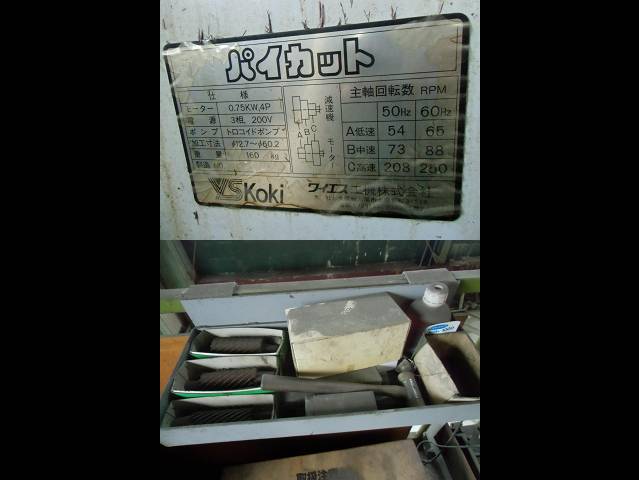 パイカット
仕 様
モーター 0.75KW,4P
電 源 3相, 200V
ポンプ トロコイドポンプ
加工寸法 φ12.7～φ60.2
重 量 160 kg
減速機
A B C
モーター
主軸回転数 RPM
50Hz 60Hz
A低速 54 65
B中速 73 88
C高速 208 250
YS Koki ワイエス工機株式会社
取扱注